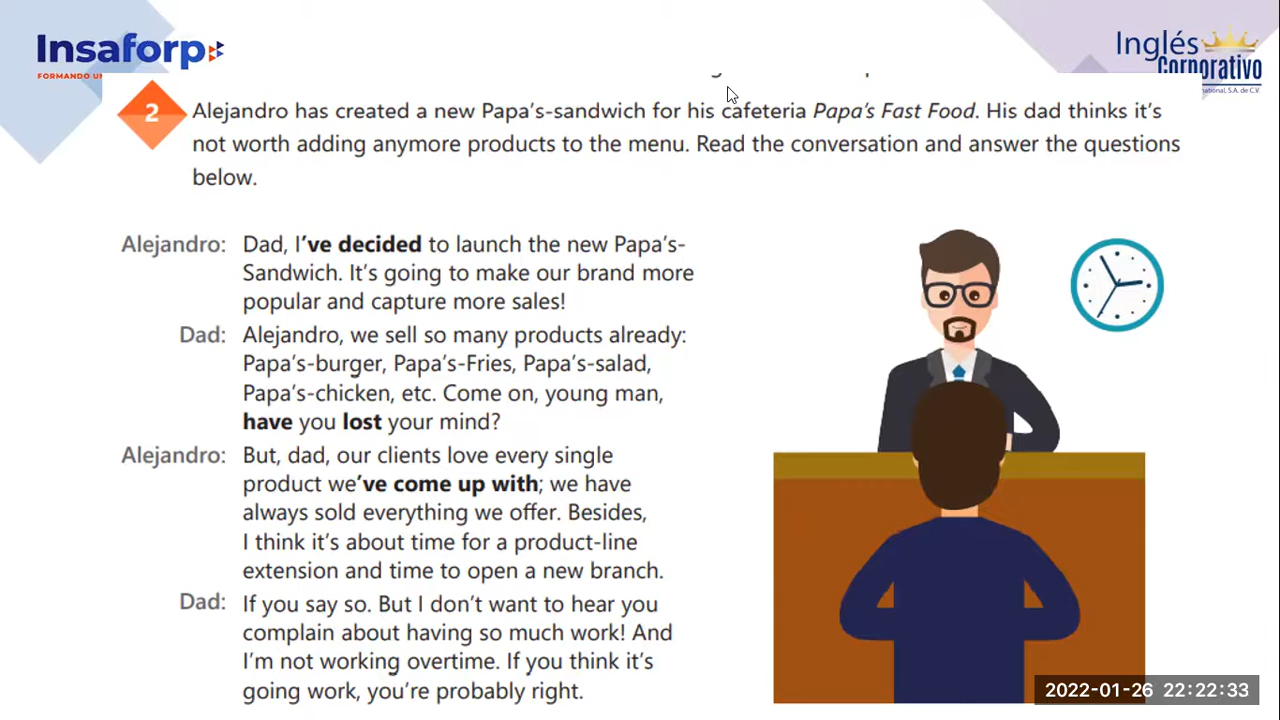 Insaforp
FORMANDO UN
Inglés
Corporativo
national, S.A. de C.V.
2 Alejandro has created a new Papa's-sandwich for his cafeteria Papa's Fast Food. His dad thinks it's
not worth adding anymore products to the menu. Read the conversation and answer the questions
below.
Alejandro: Dad, I've decided to launch the new Papa's-
Sandwich. It's going to make our brand more
popular and capture more sales!
Dad: Alejandro, we sell so many products already:
Papa's-burger, Papa's-Fries, Papa's-salad,
Papa's-chicken, etc. Come on, young man,
have you lost your mind?
Alejandro: But, dad, our clients love every single
product we've come up with; we have
always sold everything we offer. Besides,
I think it's about time for a product-line
extension and time to open a new branch.
Dad: If you say so. But I don't want to hear you
complain about having so much work! And
I'm not working overtime. If you think it's
going work, you're probably right.
2022-01-26 22:22:33